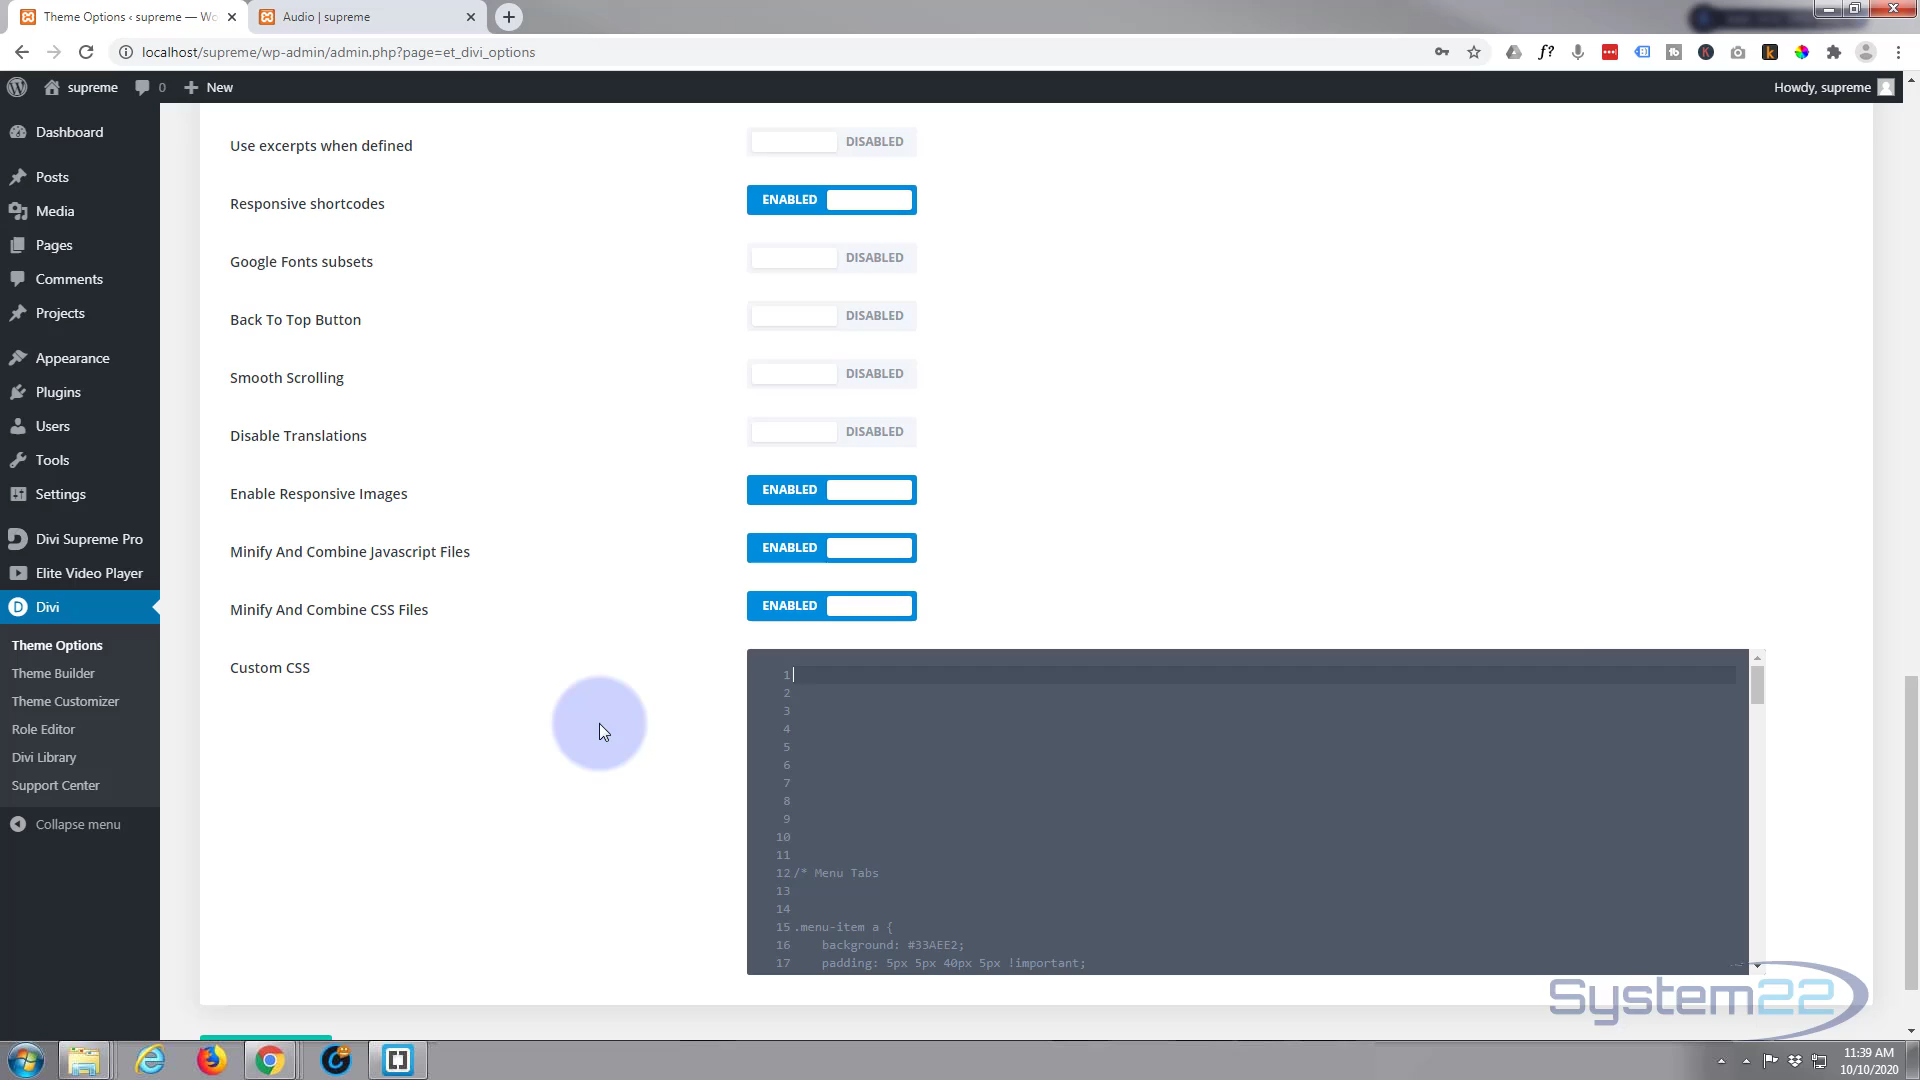 Theme Options ‹ supreme — Wo
Audio | supreme
localhost/supreme/wp-admin/admin.php?page=et_divi_options
supreme
0
New
Howdy, supreme
Dashboard
Posts
Media
Pages
Comments
Projects
Appearance
Plugins
Users
Tools
Settings
Divi Supreme Pro
Elite Video Player
Divi
Theme Options
Theme Builder
Theme Customizer
Role Editor
Divi Library
Support Center
Collapse menu
Use excerpts when defined
DISABLED
Responsive shortcodes
ENABLED
Google Fonts subsets
DISABLED
Back To Top Button
DISABLED
Smooth Scrolling
DISABLED
Disable Translations
DISABLED
Enable Responsive Images
ENABLED
Minify And Combine Javascript Files
ENABLED
Minify And Combine CSS Files
ENABLED
Custom CSS
1
2
3
4
5
6
7
8
9
10
11
12 /* Menu Tabs
13
14
15 .menu-item a {
16 background: #33AEE2;
17 padding: 5px 5px 40px 5px !important;
System22
11:39 AM
10/10/2020